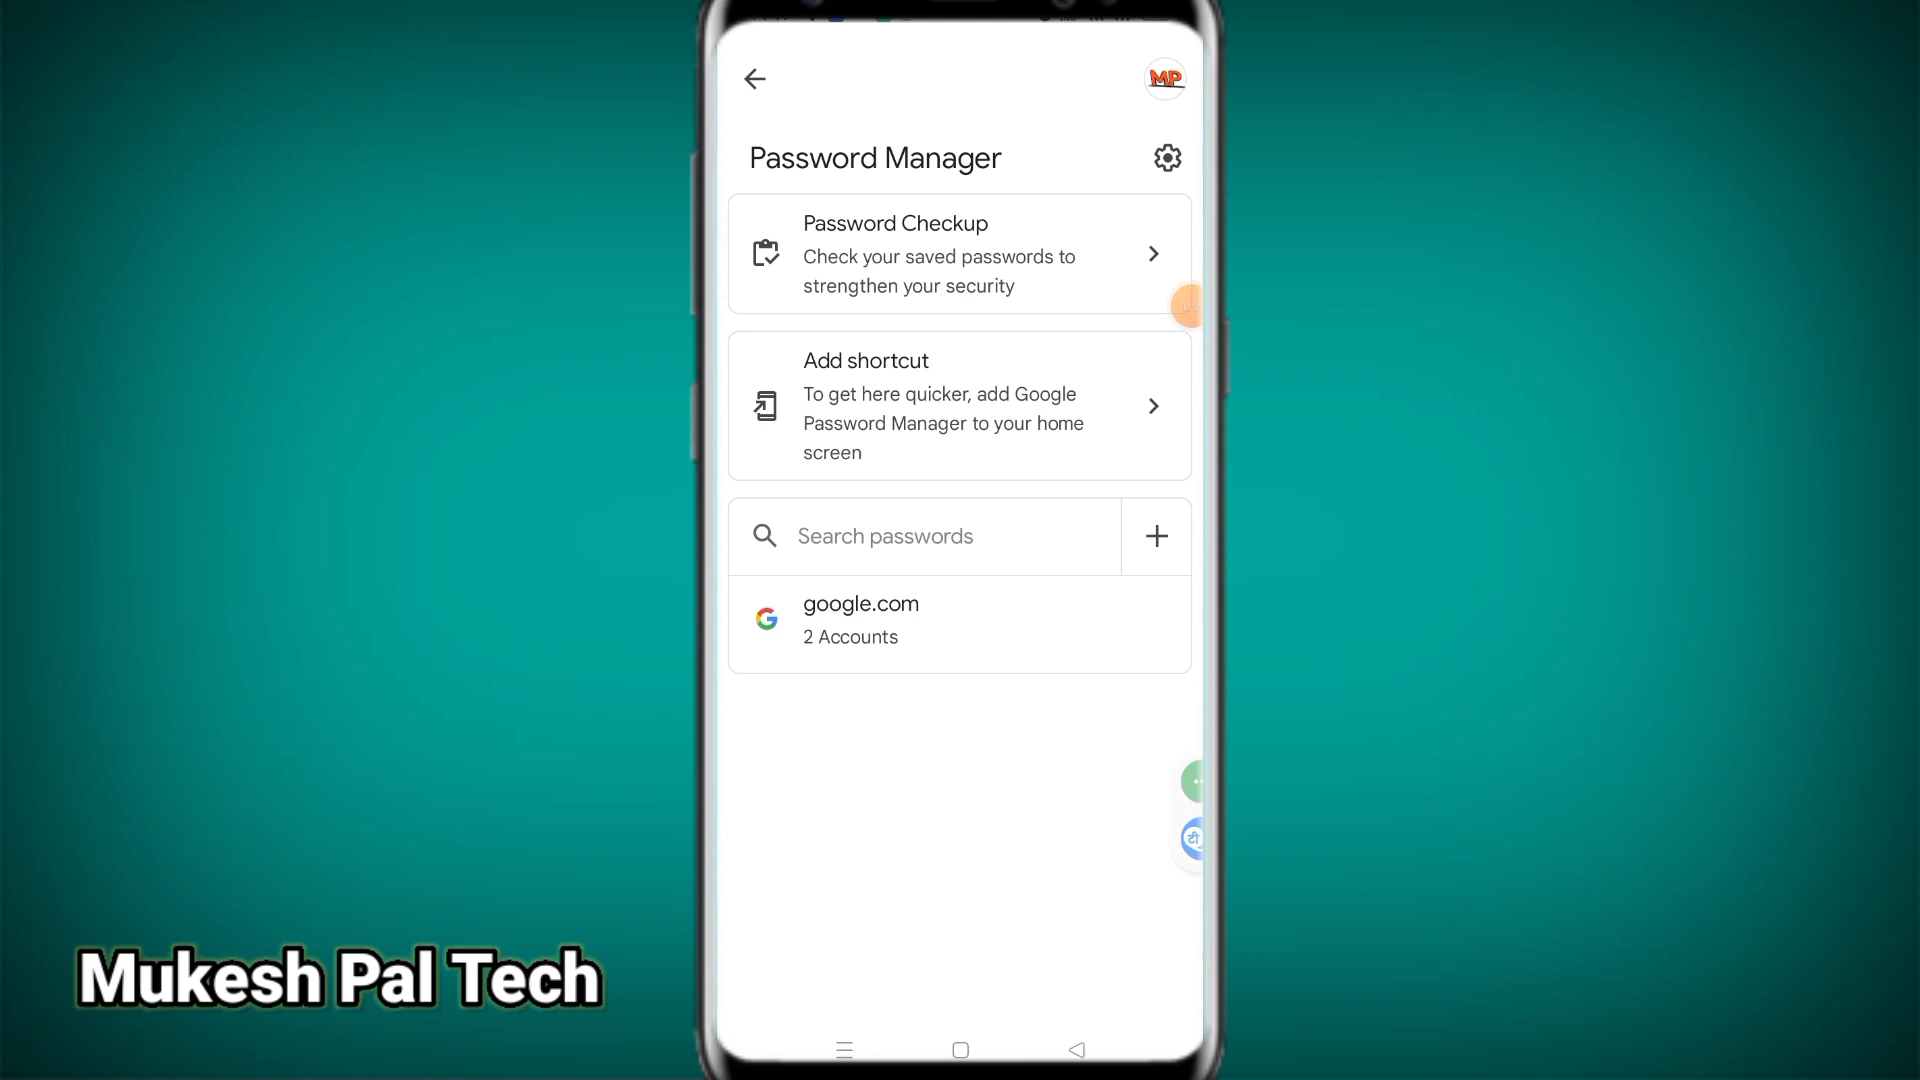 MP
Password Manager
Password Checkup
Check your saved passwords to
strengthen your security
Add shortcut
To get here quicker, add Google
Password Manager to your home
screen
Search passwords
google.com
2 Accounts
टी
Mukesh Pal Tech